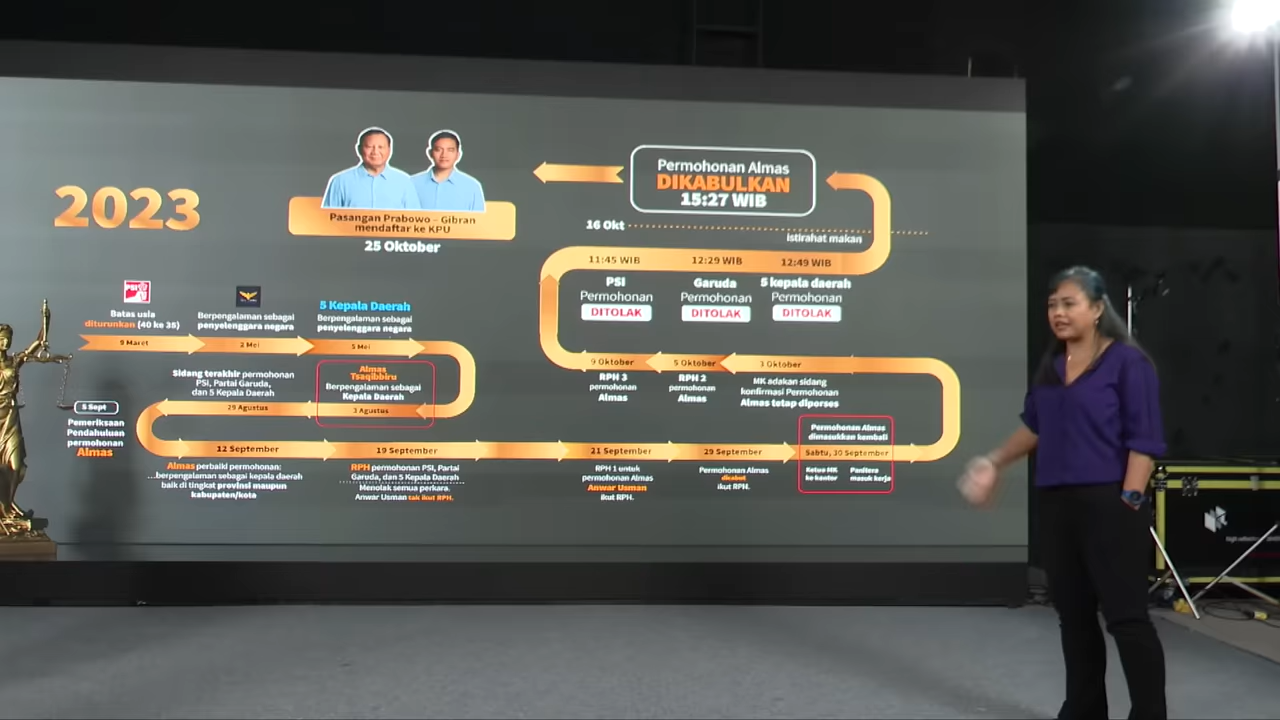 2023
Pasangan Prabowo – Gibran
mendaftar ke KPU
25 Oktober
Permohonan Almas
DIKABULKAN
15:27 WIB
16 Okt
istirahat makan
11:45 WIB
12:29 WIB
12:49 WIB
PSI
Permohonan
DITOLAK
Garuda
Permohonan
DITOLAK
5 kepala daerah
Permohonan
DITOLAK
PSI
Batas usia
diturunkan (40 ke 35)
9 Maret
Berpengalaman sebagai
penyelenggara negara
2 Mei
5 Kepala Daerah
Berpengalaman sebagai
penyelenggara negara
5 Mei
9 Oktober
5 Oktober
3 Oktober
RPH 3
permohonan
Almas
RPH 2
permohonan
Almas
MK adakan sidang
konfirmasi Permohonan
Almas tetap diporses
Sidang terakhir permohonan
PSI, Partai Garuda,
dan 5 Kepala Daerah
29 Agustus
Almas
Tsaqibbiru
Berpengalaman sebagai
Kepala Daerah
3 Agustus
5 Sept
Pemeriksaan
Pendahuluan
permohonan
Almas
12 September
19 September
21 September
29 September
Permohonan Almas
dimasukkan kembali
Sabtu, 30 September
Ketua MK
ke kantor
Panitera
masuk kerja
Almas perbaiki permohonan:
...berpengalaman sebagai kepala daerah
baik di tingkat provinsi maupun
kabupaten/kota
RPH permohonan PSI, Partai
Garuda, dan 5 Kepala Daerah
Menolak semua perkara.
Anwar Usman tak ikut RPH.
RPH 1 untuk
permohonan Almas
Anwar Usman
ikut RPH.
Permohonan Almas
dicabut
ikut RPH.